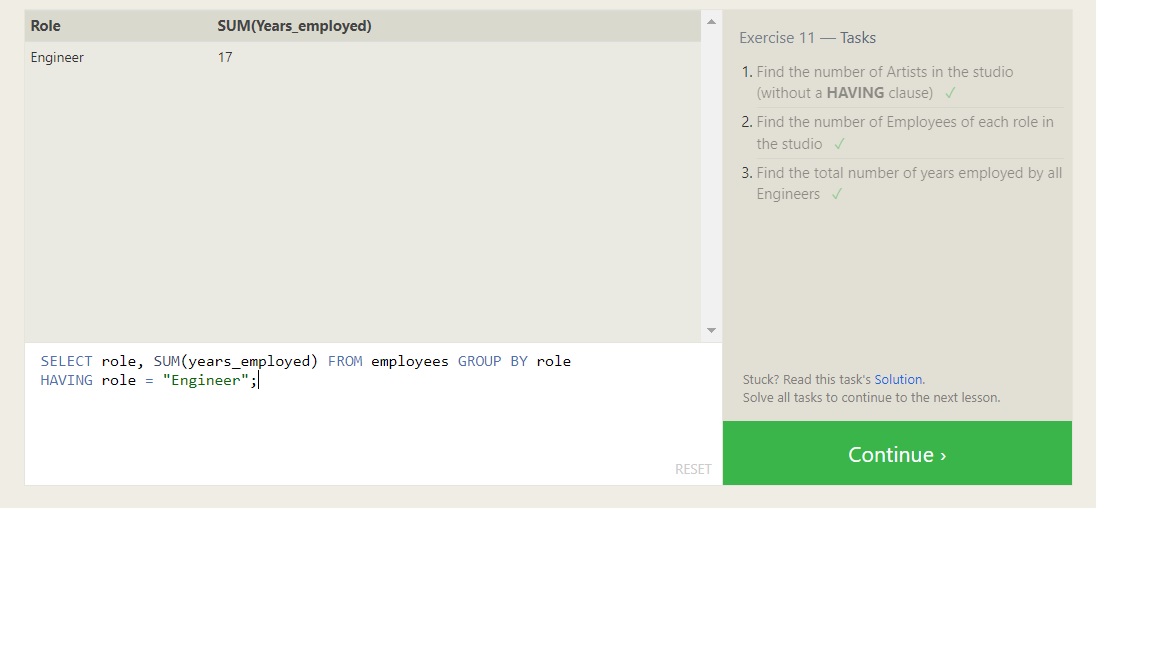 Role SUM(Years_employed)
Engineer 17
SELECT role, SUM(years_employed) FROM employees GROUP BY role
HAVING role = "Engineer";
RESET
Exercise 11 — Tasks
1. Find the number of Artists in the studio
(without a HAVING clause) ✓
2. Find the number of Employees of each role in
the studio ✓
3. Find the total number of years employed by all
Engineers ✓
Stuck? Read this task's Solution.
Solve all tasks to continue to the next lesson.
Continue ›